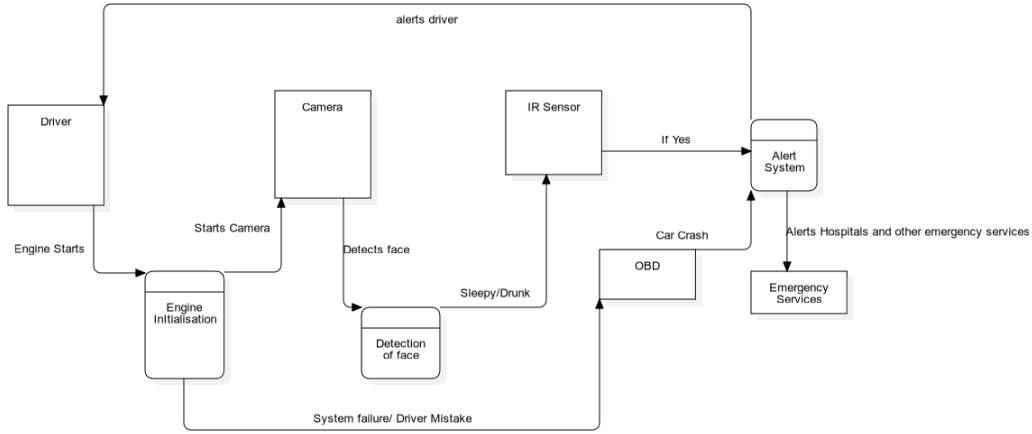 alerts driver
Driver
Camera
IR Sensor
If Yes
Alert
System
Engine Starts
Starts Camera
Detects face
Car Crash
Alerts Hospitals and other emergency services
OBD
Engine
InItialisation
Sleepy/Drunk
Emergency
Services
Detection
of face
System failure/ Driver Mistake